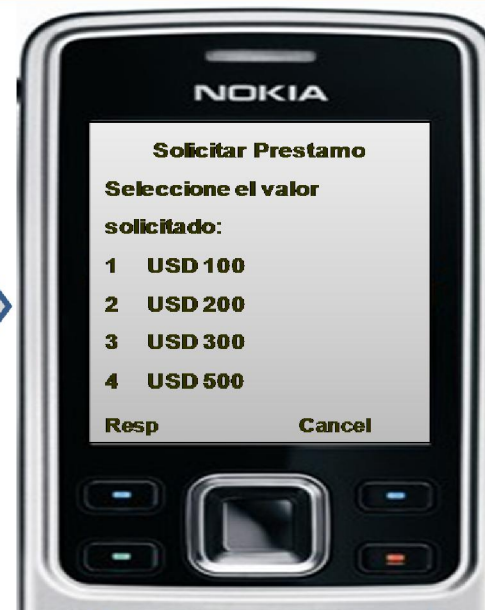 NOKIA
Solicitar Prestamo
Seleccione el valor
solicitado:
1 USD 100
2 USD 200
3 USD 300
4 USD 500
Resp Cancel